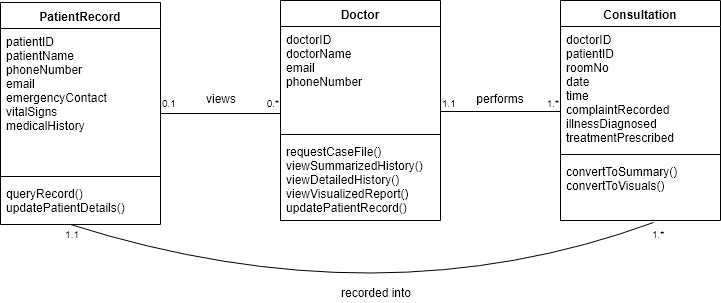 PatientRecord
patientID
patientName
phoneNumber
email
emergencyContact
vitalSigns
medicalHistory
queryRecord()
updatePatientDetails()
0.1
views
0.*
Doctor
doctorID
doctorName
email
phoneNumber
requestCaseFile()
viewSummarizedHistory()
viewDetailedHistory()
viewVisualizedReport()
updatePatientRecord()
1.1
performs
1.*
Consultation
doctorID
patientID
roomNo
date
time
complaintRecorded
illnessDiagnosed
treatmentPrescribed
convertToSummary()
convertToVisuals()
1.1
1.*
recorded into